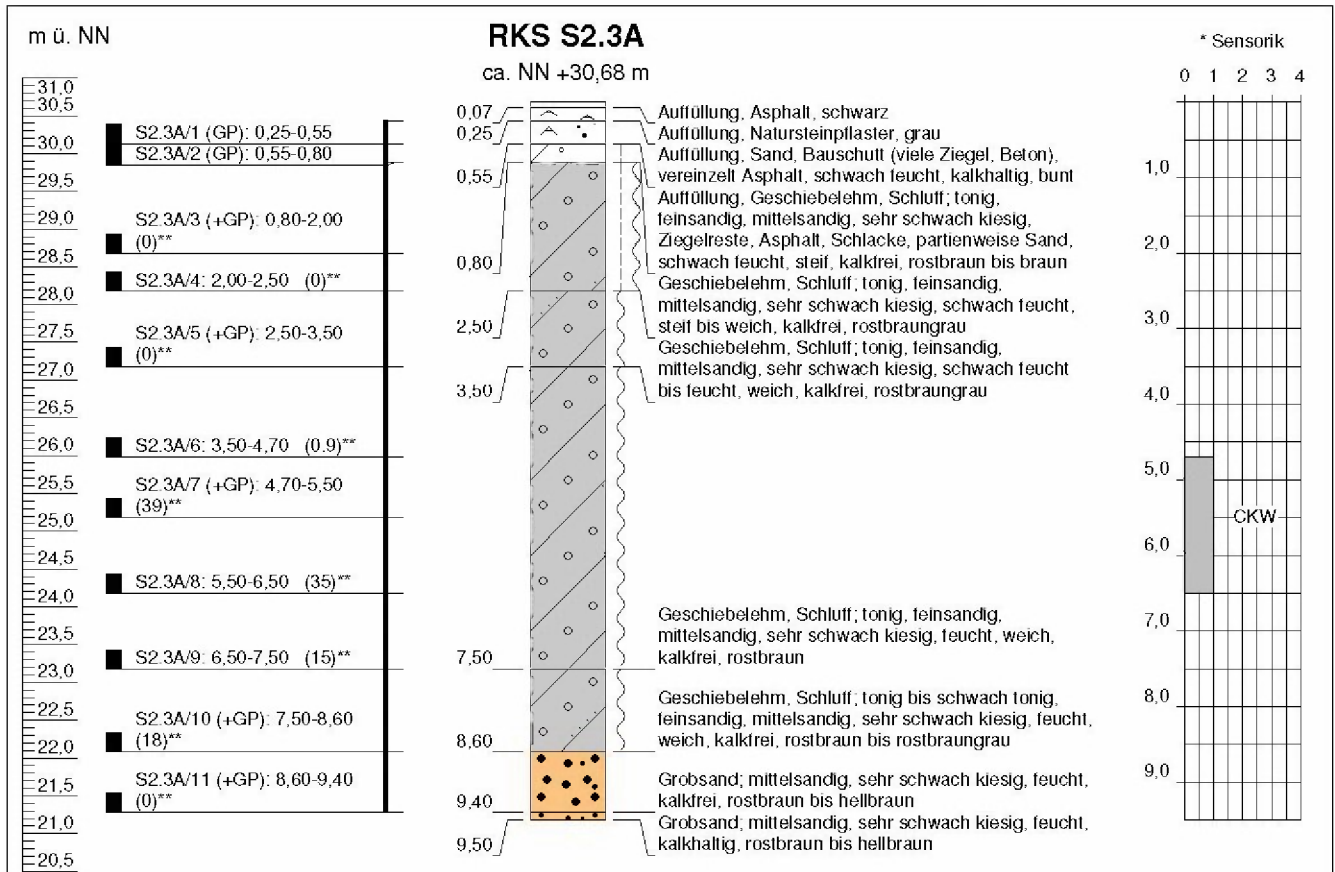 m ü. NN
RKS S2.3A
ca. NN +30,68 m
* Sensorik
0 1 2 3 4
31,0
30,5
30,0
29,5
29,0
28,5
28,0
27,5
27,0
26,5
26,0
25,5
25,0
24,5
24,0
23,5
23,0
22,5
22,0
21,5
21,0
20,5
S2.3A/1 (GP): 0,25-0,55
S2.3A/2 (GP): 0,55-0,80
S2.3A/3 (+GP): 0,80-2,00
(0)**
S2.3A/4: 2,00-2,50 (0)**
S2.3A/5 (+GP): 2,50-3,50
(0)**
S2.3A/6: 3,50-4,70 (0.9)**
S2.3A/7 (+GP): 4,70-5,50
(39)**
S2.3A/8: 5,50-6,50 (35)**
S2.3A/9: 6,50-7,50 (15)**
S2.3A/10 (+GP): 7,50-8,60
(18)**
S2.3A/11 (+GP): 8,60-9,40
(0)**
0,07
0,25
0,55
0,80
2,50
3,50
7,50
8,60
9,40
9,50
Auffüllung, Asphalt, schwarz
Auffüllung, Natursteinpflaster, grau
Auffüllung, Sand, Bauschutt (viele Ziegel, Beton),
vereinzelt Asphalt, schwach feucht, kalkhaltig, bunt
Auffüllung, Geschiebelehm, Schluff; tonig,
feinsandig, mittelsandig, sehr schwach kiesig,
Ziegelreste, Asphalt, Schlacke, partienweise Sand,
schwach feucht, steif, kalkfrei, rostbraun bis braun
Geschiebelehm, Schluff; tonig, feinsandig,
mittelsandig, sehr schwach kiesig, schwach feucht,
steif bis weich, kalkfrei, rostbraungrau
Geschiebelehm, Schluff; tonig, feinsandig,
mittelsandig, sehr schwach kiesig, schwach feucht
bis feucht, weich, kalkfrei, rostbraungrau
Geschiebelehm, Schluff; tonig, feinsandig,
mittelsandig, sehr schwach kiesig, feucht, weich,
kalkfrei, rostbraun
Geschiebelehm, Schluff; tonig bis schwach tonig,
feinsandig, mittelsandig, sehr schwach kiesig, feucht,
weich, kalkfrei, rostbraun bis rostbraungrau
Grobsand; mittelsandig, sehr schwach kiesig, feucht,
kalkfrei, rostbraun bis hellbraun
Grobsand; mittelsandig, sehr schwach kiesig, feucht,
kalkhaltig, rostbraun bis hellbraun
1,0
2,0
3,0
4,0
5,0
6,0
7,0
8,0
9,0
CKW